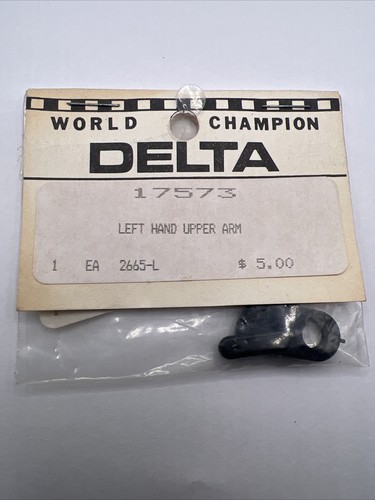 WORLD CHAMPION
DELTA
17573
LEFT HAND UPPER ARM
1 EA 2665-L $ 5.00